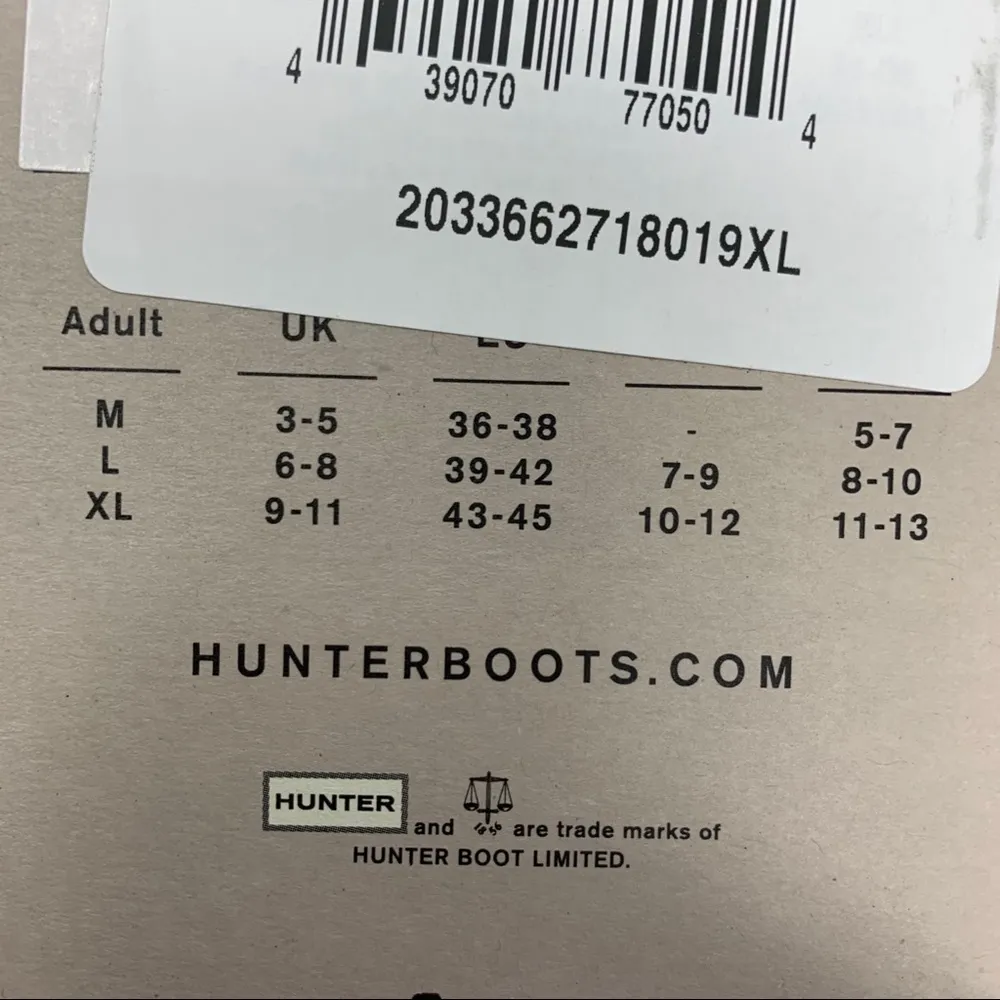 4 39070 77050 4
2033662718019XL
Adult UK EU
M 3-5 36-38 - 5-7
L 6-8 39-42 7-9 8-10
XL 9-11 43-45 10-12 11-13
HUNTERBOOTS.COM
HUNTER and are trade marks of
HUNTER BOOT LIMITED.